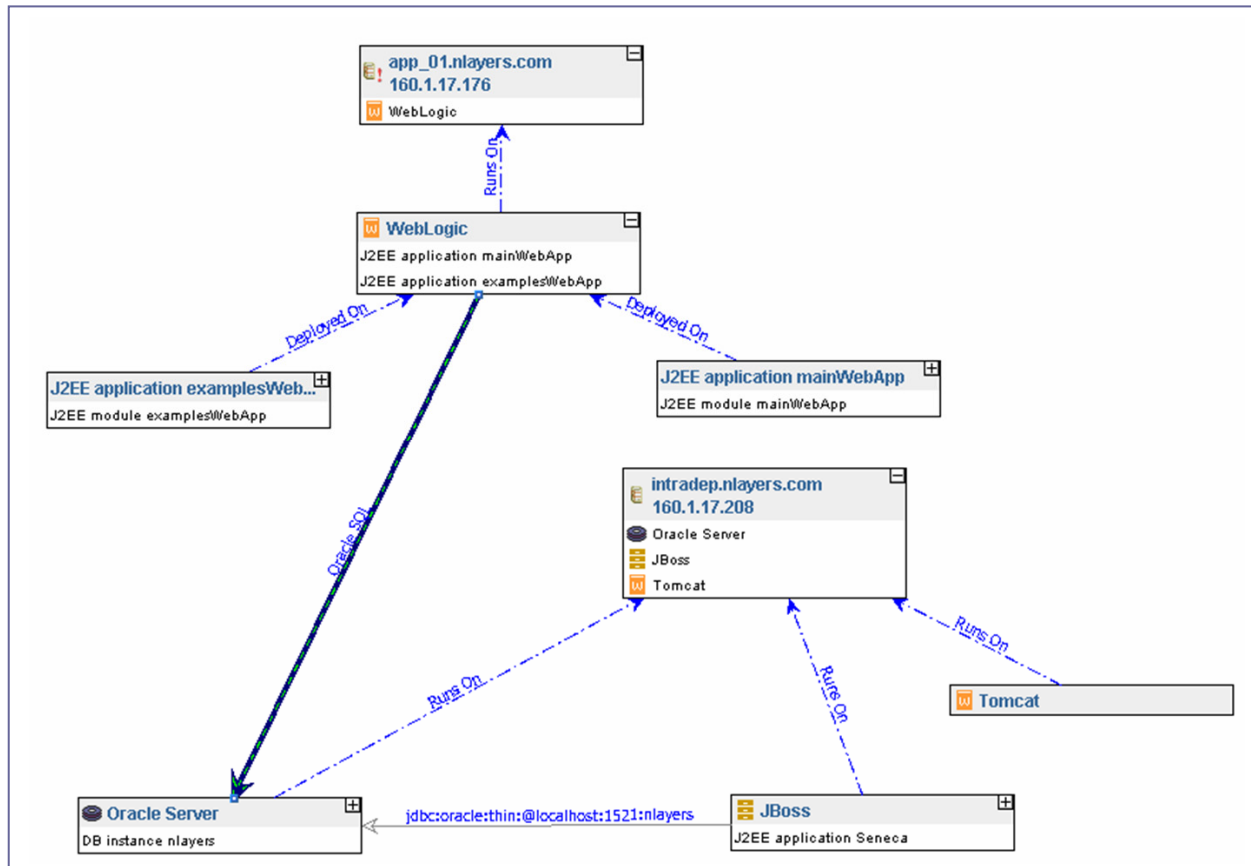 app_01.nlayers.com
160.1.17.176
WebLogic
Runs On
WebLogic
J2EE application mainWebApp
J2EE application examplesWebApp
Deployed On
Deployed On
J2EE application examplesWeb...
J2EE module examplesWebApp
J2EE application mainWebApp
J2EE module mainWebApp
Oracle SQL
intradep.nlayers.com
160.1.17.208
Oracle Server
JBoss
Tomcat
Runs On
Runs On
Runs On
Tomcat
Oracle Server
DB instance nlayers
jdbc:oracle:thin:@localhost:1521:nlayers
JBoss
J2EE application Seneca